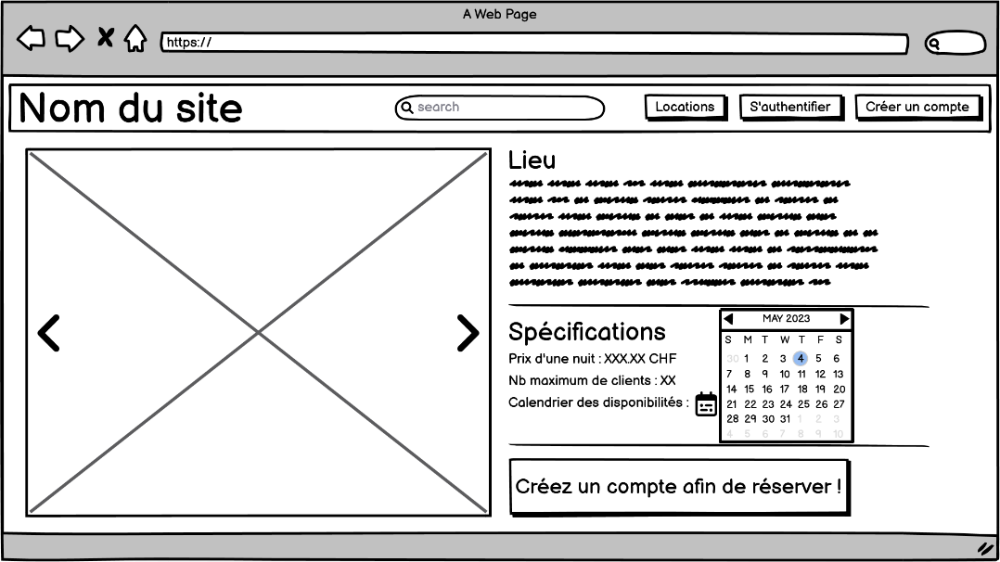 A Web Page
https://
Nom du site
search
Locations
S'authentifier
Créer un compte
Lieu
Spécifications
Prix d'une nuit : XXX.XX CHF
Nb maximum de clients : XX
Calendrier des disponibilités :
MAY 2023
S M T W T F S
30 1 2 3 4 5 6
7 8 9 10 11 12 13
14 15 16 17 18 19 20
21 22 23 24 25 26 27
28 29 30 31 1 2 3
4 5 6 7 8 9 10
Créez un compte afin de réserver !